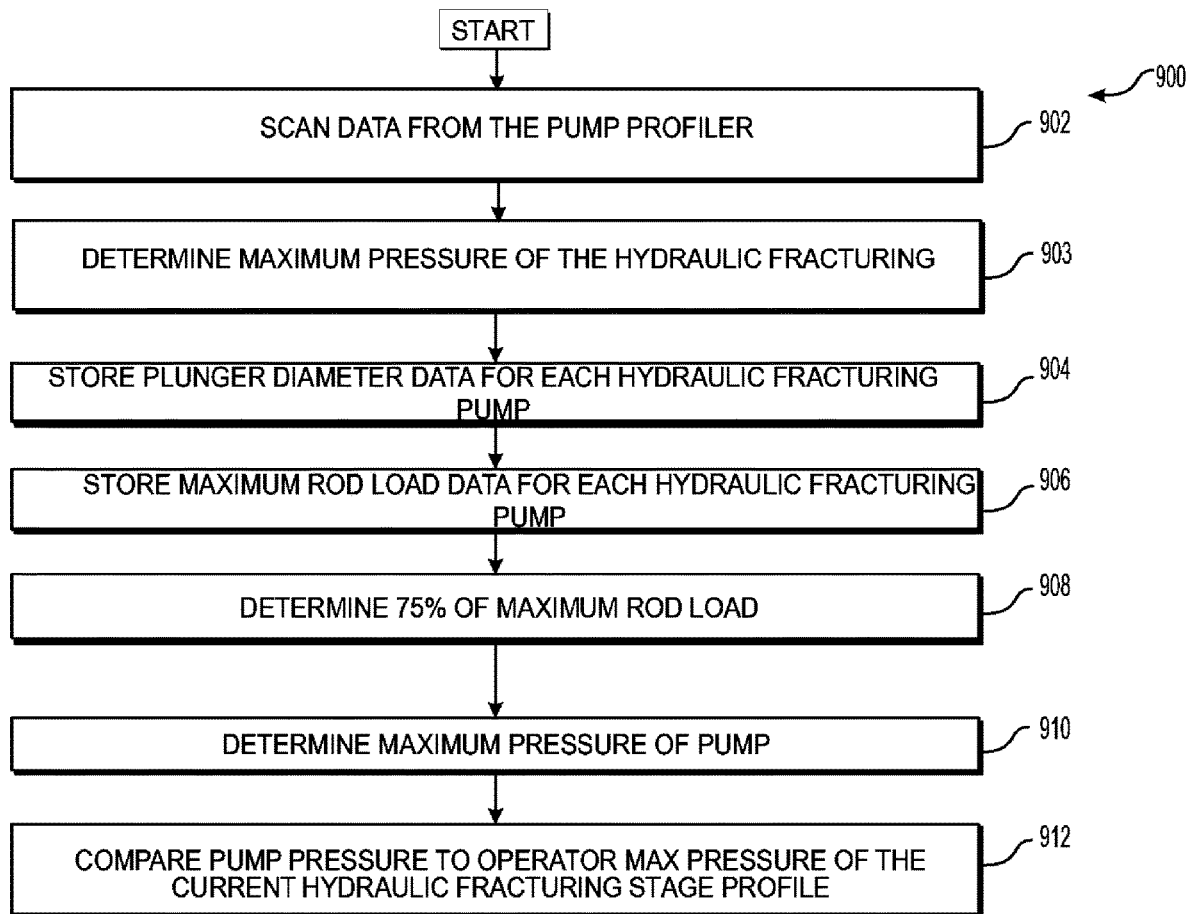 START
900
SCAN DATA FROM THE PUMP PROFILER
902
DETERMINE MAXIMUM PRESSURE OF THE HYDRAULIC FRACTURING
903
STORE PLUNGER DIAMETER DATA FOR EACH HYDRAULIC FRACTURING
PUMP
904
STORE MAXIMUM ROD LOAD DATA FOR EACH HYDRAULIC FRACTURING
PUMP
906
DETERMINE 75% OF MAXIMUM ROD LOAD
908
DETERMINE MAXIMUM PRESSURE OF PUMP
910
COMPARE PUMP PRESSURE TO OPERATOR MAX PRESSURE OF THE
CURRENT HYDRAULIC FRACTURING STAGE PROFILE
912